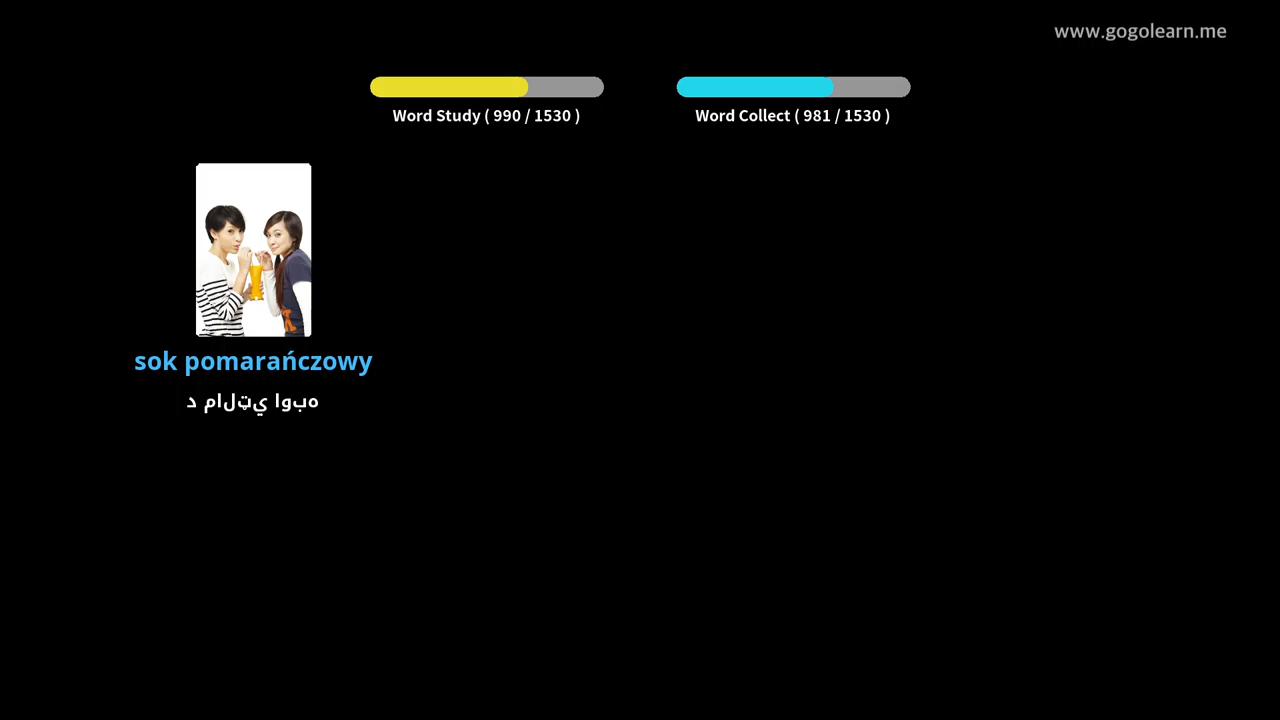 www.gogolearn.me
Word Study ( 990 / 1530 )
Word Collect ( 981 / 1530 )
sok pomarańczowy
د مالټي اوبه